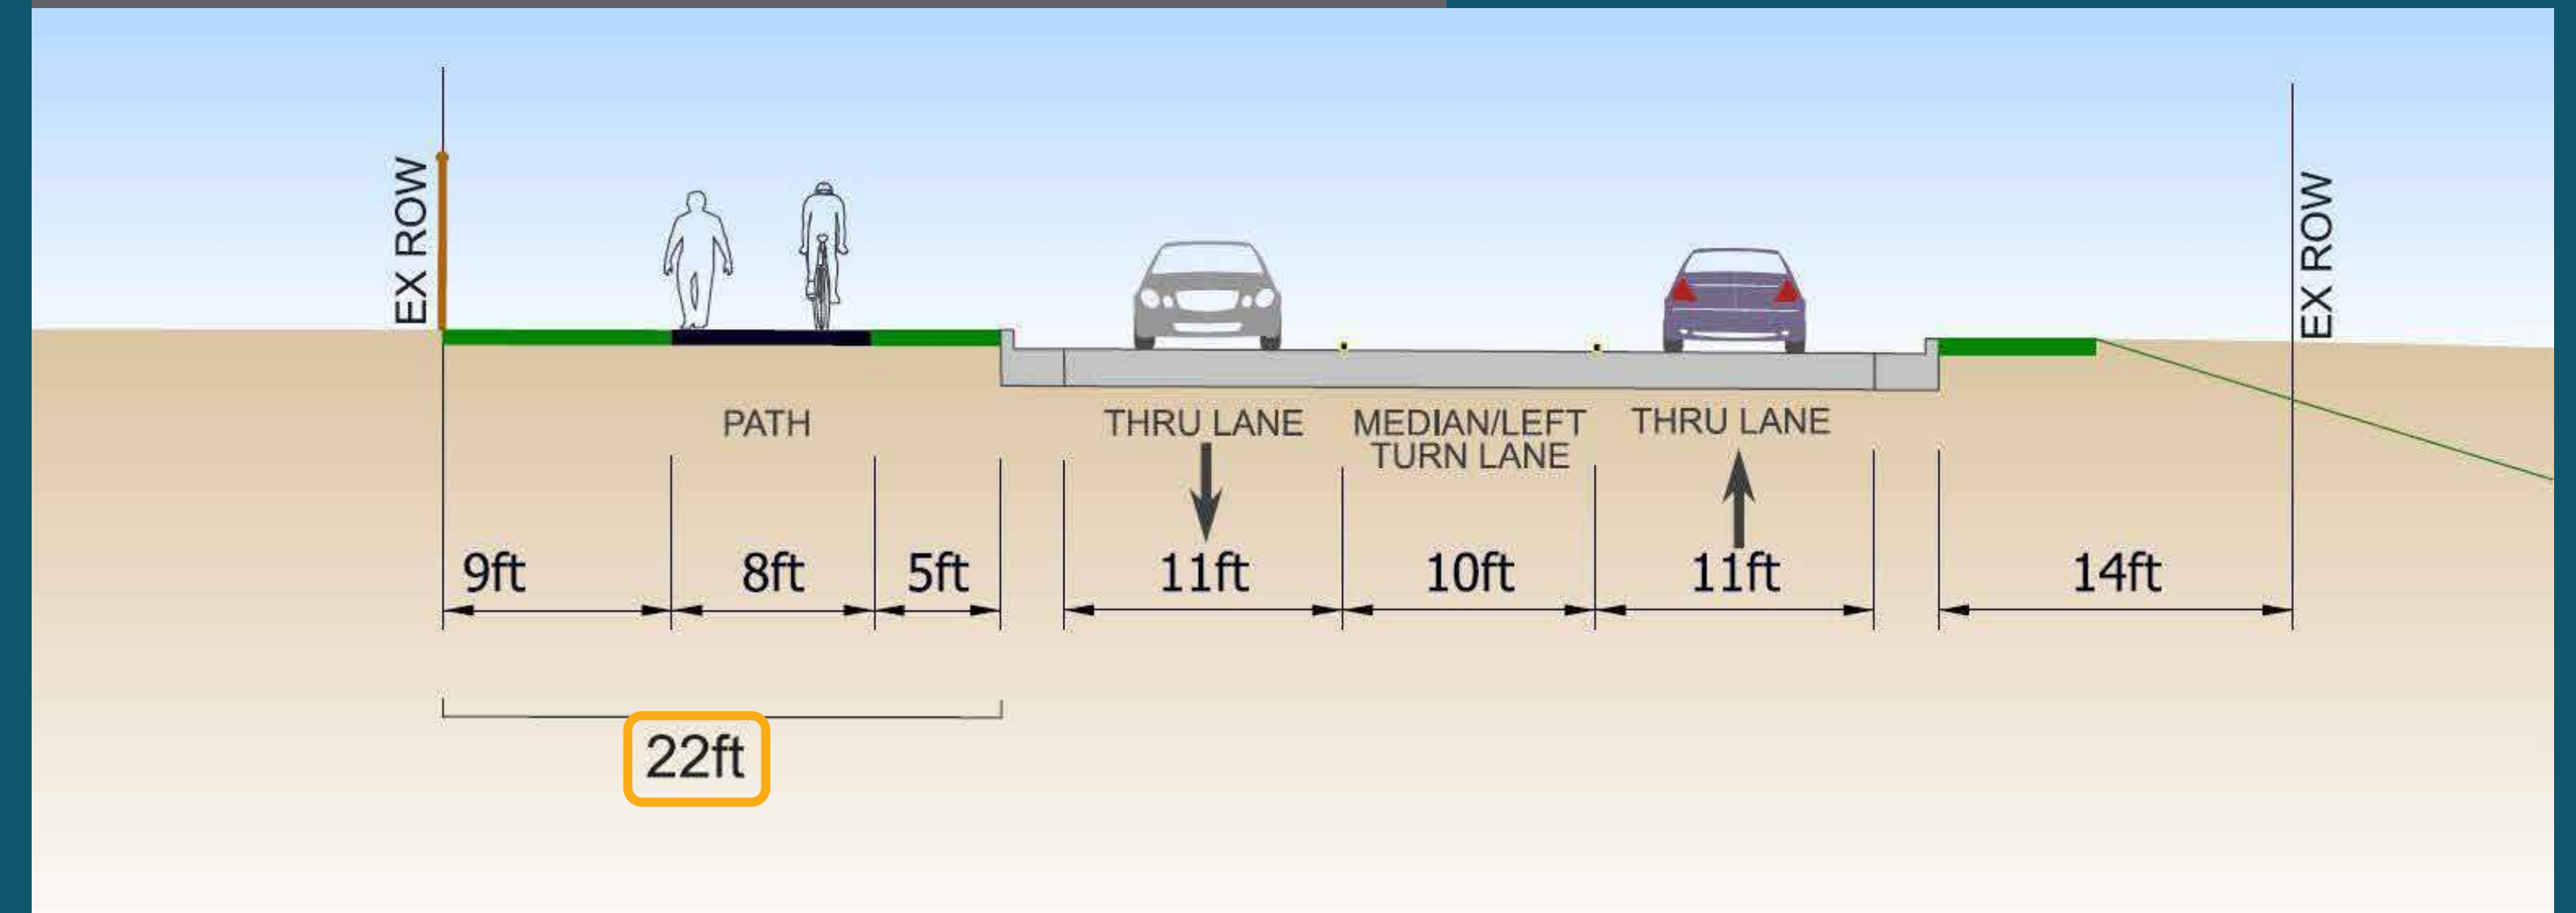 EX ROW
EX ROW
PATH
THRU LANE
MEDIAN/LEFT
TURN LANE
THRU LANE
9ft
8ft
5ft
11ft
10ft
11ft
14ft
22ft